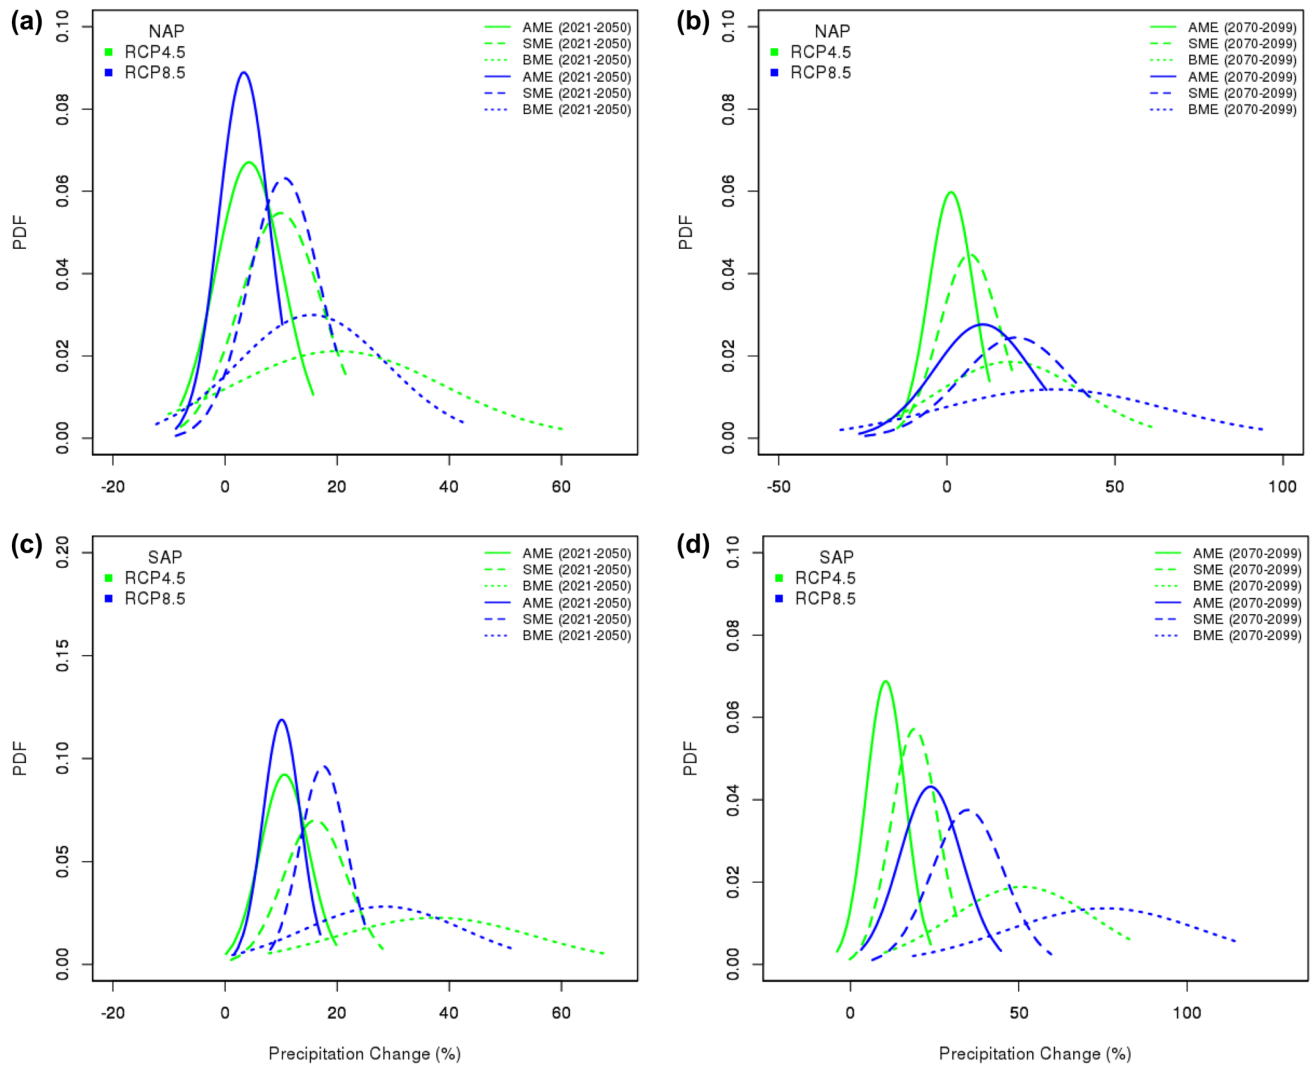 (a)
NAP
RCP4.5
RCP8.5
AME (2021-2050)
SME (2021-2050)
BME (2021-2050)
AME (2021-2050)
SME (2021-2050)
BME (2021-2050)
PDF
0.10
0.08
0.06
0.04
0.02
0.00
-20 0 20 40 60
(b)
NAP
RCP4.5
RCP8.5
AME (2070-2099)
SME (2070-2099)
BME (2070-2099)
AME (2070-2099)
SME (2070-2099)
BME (2070-2099)
PDF
0.10
0.08
0.06
0.04
0.02
0.00
-50 0 50 100
(c)
SAP
RCP4.5
RCP8.5
AME (2021-2050)
SME (2021-2050)
BME (2021-2050)
AME (2021-2050)
SME (2021-2050)
BME (2021-2050)
PDF
0.20
0.15
0.10
0.05
0.00
-20 0 20 40 60
Precipitation Change (%)
(d)
SAP
RCP4.5
RCP8.5
AME (2070-2099)
SME (2070-2099)
BME (2070-2099)
AME (2070-2099)
SME (2070-2099)
BME (2070-2099)
PDF
0.10
0.08
0.06
0.04
0.02
0.00
0 50 100
Precipitation Change (%)